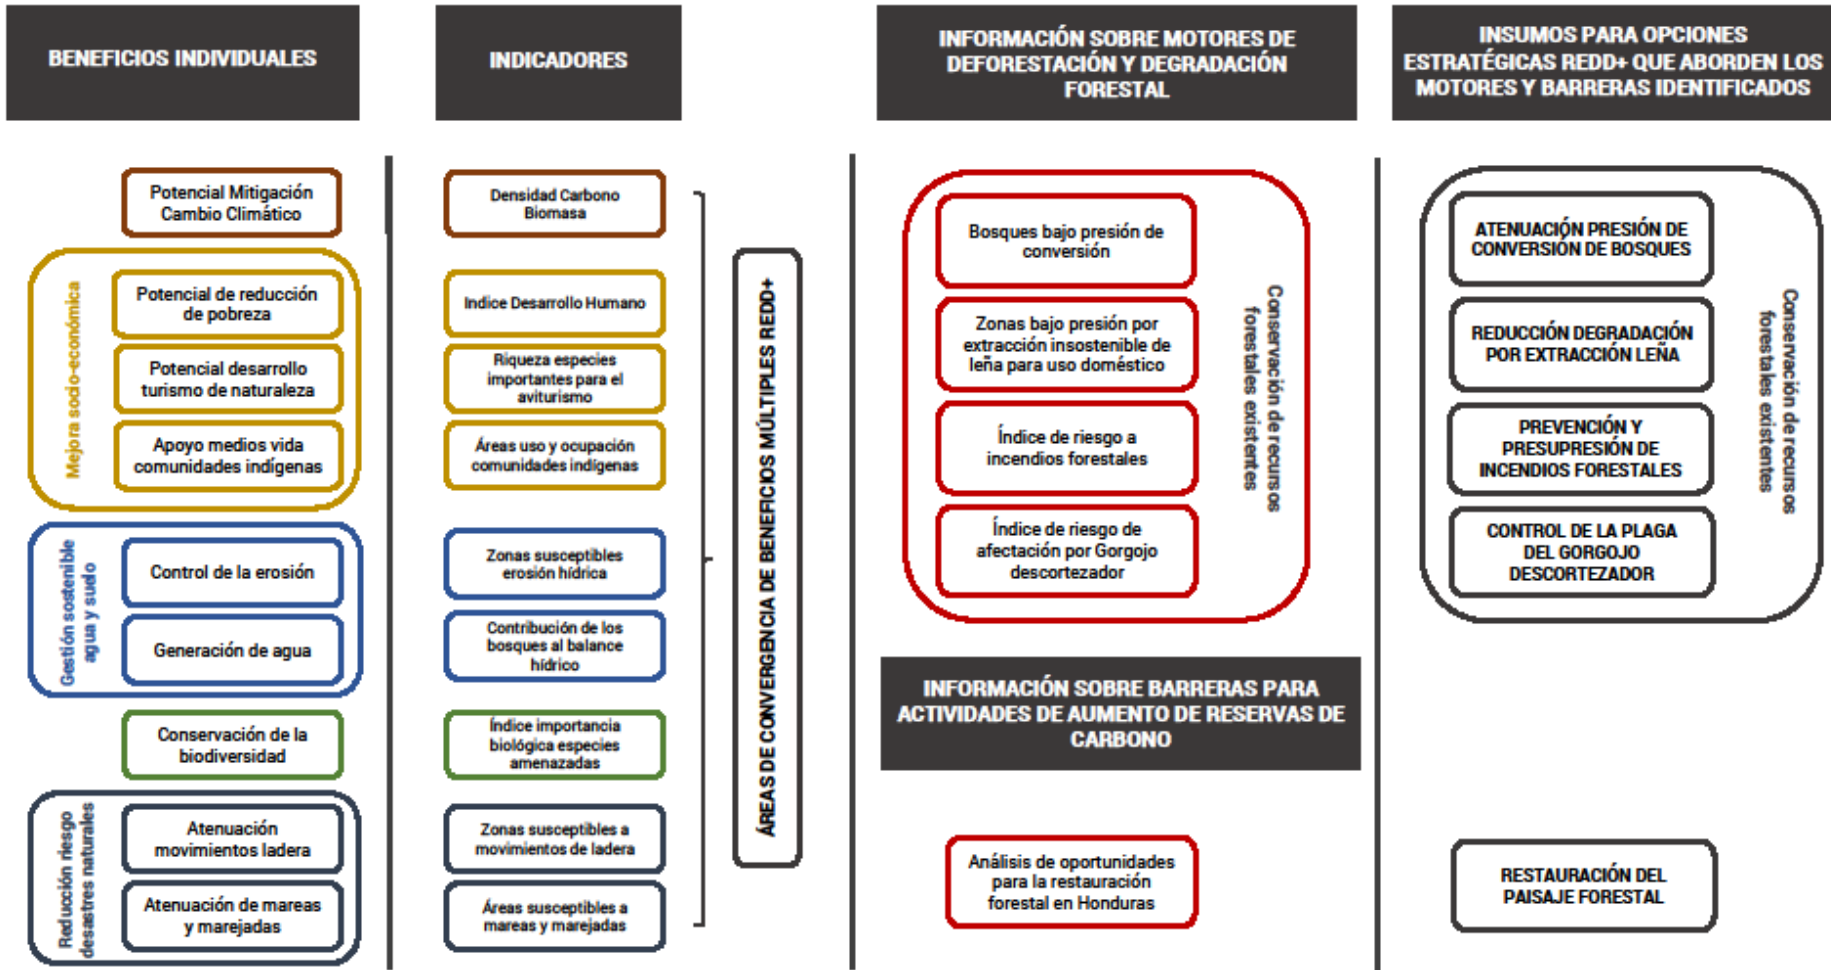 BENEFICIOS INDIVIDUALES
Potencial Mitigación
Cambio Climático
Mejora socio-económica
Potencial de reducción
de pobreza
Potencial desarrollo
turismo de naturaleza
Apoyo medios vida
comunidades indígenas
Gestión sostenible
agua y suelo
Control de la erosión
Generación de agua
Conservación de la
biodiversidad
Reducción riesgo
desastres naturales
Atenuación
movimientos ladera
Atenuación de mareas
y marejadas
INDICADORES
Densidad Carbono
Biomasa
Indice Desarrollo Humano
Riqueza especies
importantes para el
aviturismo
Áreas uso y ocupación
comunidades indígenas
Zonas susceptibles
erosión hídrica
Contribución de los
bosques al balance
hídrico
Índice importancia
biológica especies
amenazadas
Zonas susceptibles a
movimientos de ladera
Áreas susceptibles a
mareas y marejadas
ÁREAS DE CONVERGENCIA DE BENEFICIOS MÚLTIPLES REDD+
INFORMACIÓN SOBRE MOTORES DE
DEFORESTACIÓN Y DEGRADACIÓN
FORESTAL
Bosques bajo presión de
conversión
Zonas bajo presión por
extracción insostenible de
leña para uso doméstico
Índice de riesgo a
incendios forestales
Índice de riesgo de
afectación por Gorgojo
descortezador
Conservación de recursos
forestales existentes
INFORMACIÓN SOBRE BARRERAS PARA
ACTIVIDADES DE AUMENTO DE RESERVAS DE
CARBONO
Análisis de oportunidades
para la restauración
forestal en Honduras
INSUMOS PARA OPCIONES
ESTRATÉGICAS REDD+ QUE ABORDEN LOS
MOTORES Y BARRERAS IDENTIFICADOS
ATENUACIÓN PRESIÓN DE
CONVERSIÓN DE BOSQUES
REDUCCIÓN DEGRADACIÓN
POR EXTRACCIÓN LEÑA
PREVENCIÓN Y
PRESUPRESIÓN DE
INCENDIOS FORESTALES
CONTROL DE LA PLAGA
DEL GORGOJO
DESCORTEZADOR
Conservación de recursos
forestales existentes
RESTAURACIÓN DEL
PAISAJE FORESTAL